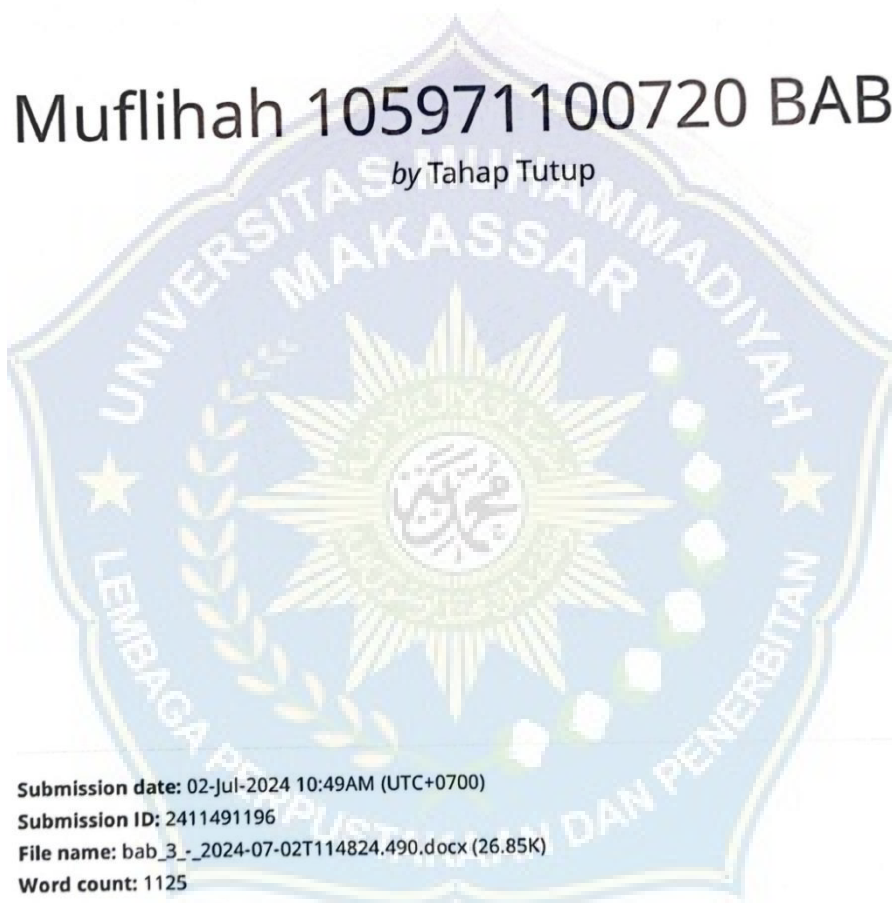 Muflihah 105971100720 BAB
by Tahap Tutup
UNIVERSITAS MUHAMMADIYAH
MAKASSAR
محمد
LEMBAGA PERPUSTAKAAN DAN PENERBITAN
Submission date: 02-Jul-2024 10:49AM (UTC+0700)
Submission ID: 2411491196
File name: bab_3_-_2024-07-02T114824.490.docx (26.85K)
Word count: 1125